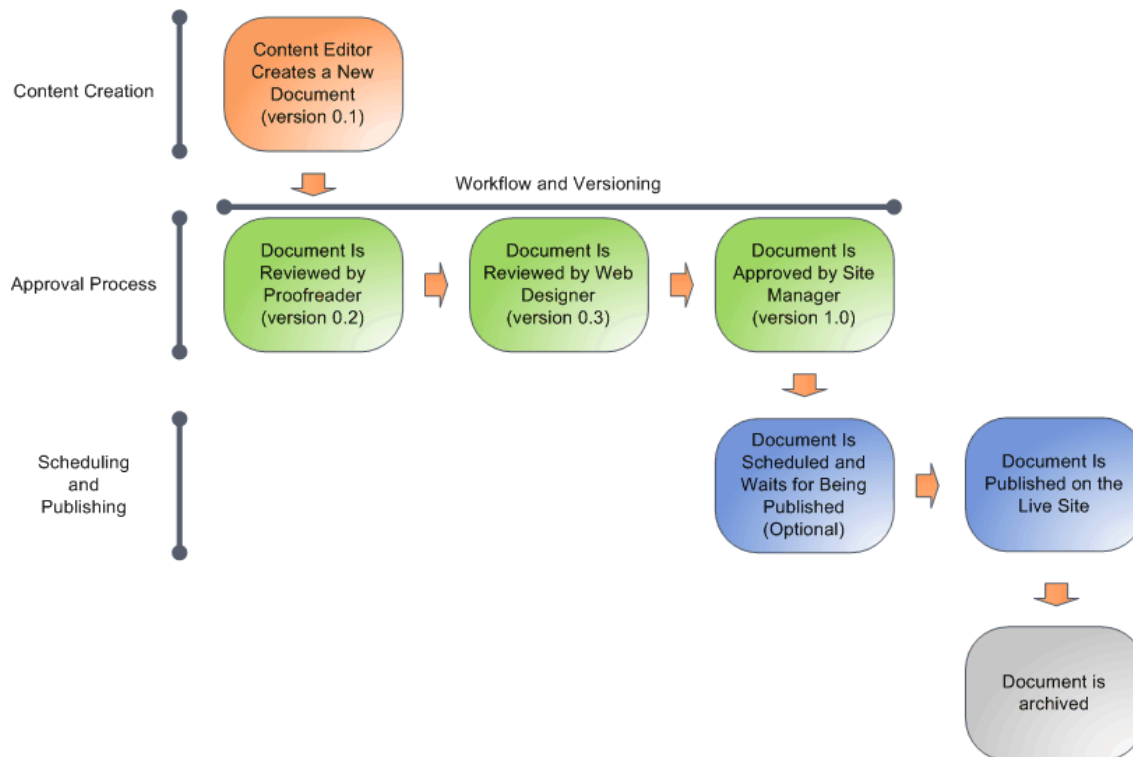 Content Creation
Content Editor
Creates a New
Document
(version 0.1)
Workflow and Versioning
Approval Process
Document Is
Reviewed by
Proofreader
(version 0.2)
Document Is
Reviewed by Web
Designer
(version 0.3)
Document Is
Approved by Site
Manager
(version 1.0)
Scheduling
and
Publishing
Document Is
Scheduled and
Waits for Being
Published
(Optional)
Document Is
Published on the
Live Site
Document is
archived